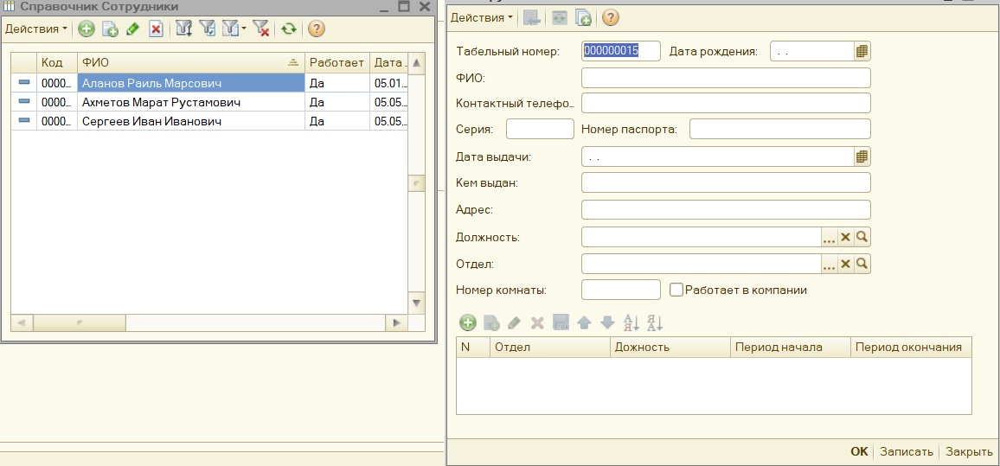 Справочник Сотрудники
Действия
Код ФИО Работает Дата ..
0000... Аланов Раиль Марсович Да 05.01...
0000... Ахметов Марат Рустамович Да 05.05...
0000... Сергеев Иван Иванович Да 05.05...
Действия
Табельный номер: 000000015 Дата рождения: . .
ФИО:
Контактный телефо...
Серия: Номер паспорта:
Дата выдачи: . .
Кем выдан:
Адрес:
Должность:
Отдел:
Номер комнаты: Работает в компании
N Отдел Дожность Период начала Период окончания
OK Записать Закрыть